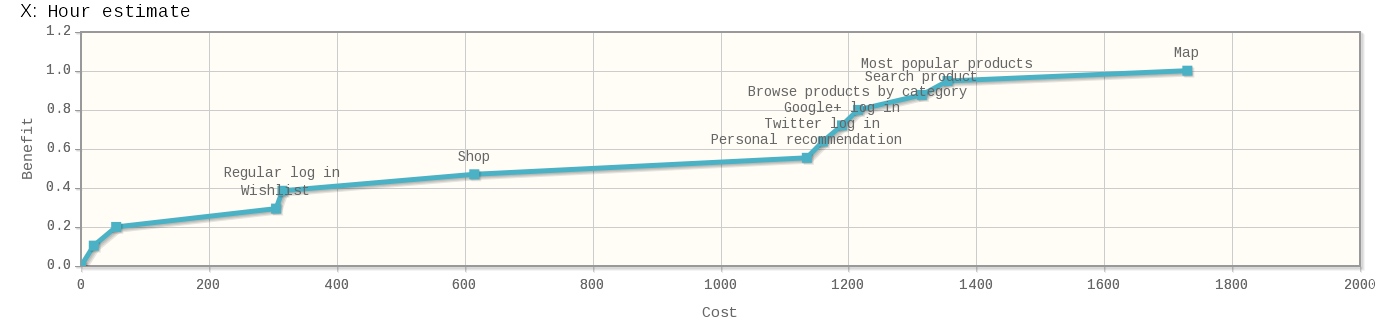 X: Hour estimate
1.2
1.0
0.8
0.6
0.4
0.2
0.0
Benefit
Map
Most popular products
Search product
Browse products by category
Google+ log in
Twitter log in
Personal recommendation
Shop
Regular log in
Wishlist
0 200 400 600 800 1000 1200 1400 1600 1800 2000
Cost